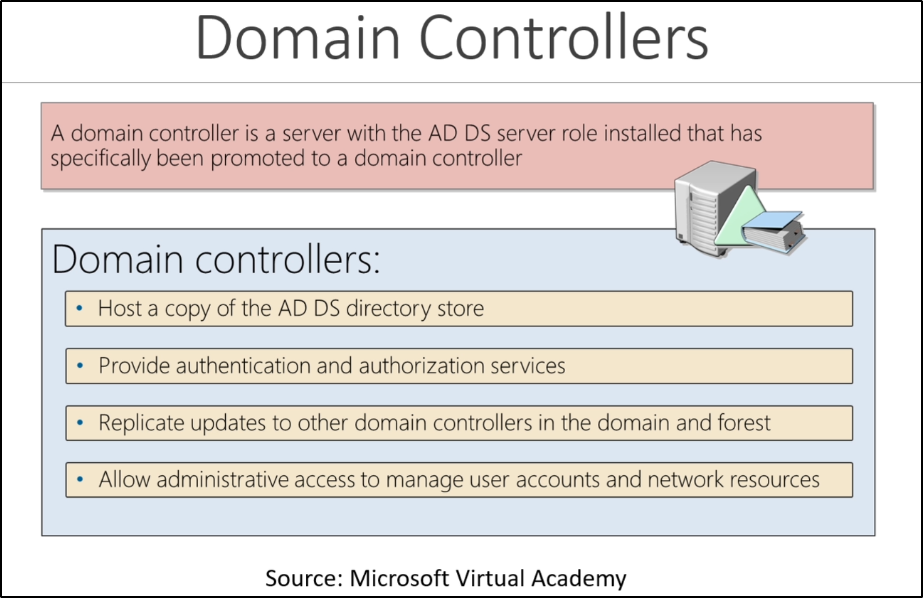 Domain Controllers
A domain controller is a server with the AD DS server role installed that has
specifically been promoted to a domain controller
Domain controllers:
• Host a copy of the AD DS directory store
• Provide authentication and authorization services
• Replicate updates to other domain controllers in the domain and forest
• Allow administrative access to manage user accounts and network resources
Source: Microsoft Virtual Academy